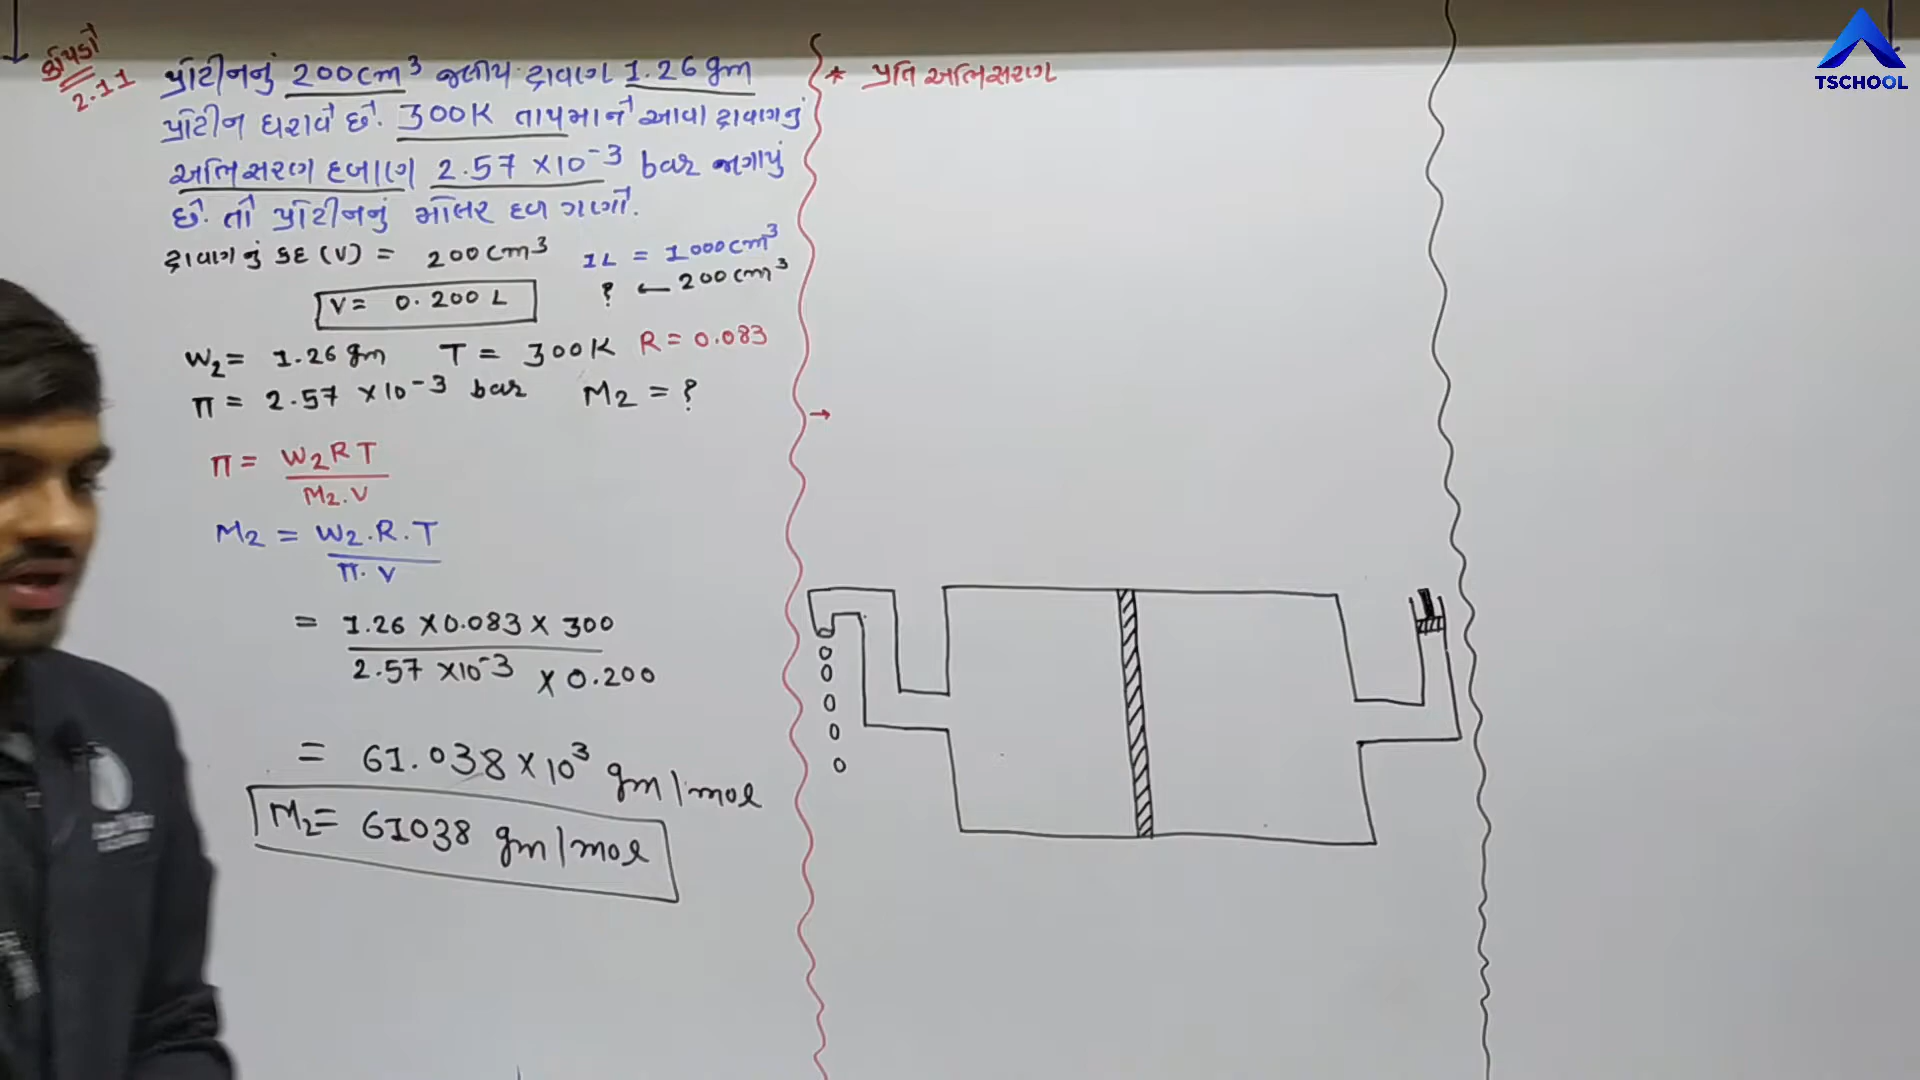 કોયડો 2.11
પ્રોટીનનું 200cm³ જલીય દ્રાવણ 1.26 gm
પ્રોટીન ધરાવે છે. 300K તાપમાને આવા દ્રાવણનું
અભિસરણ દબાણ 2.57 ×10⁻³ bar જણાયું
છે. તો પ્રોટીનનું મોલર દળ ગણો.
દ્રાવણનું કદ (V) = 200cm³
1L = 1000cm³
? ← 200cm³
V = 0.200 L
W₂ = 1.26 gm T = 300K R = 0.083
π = 2.57 ×10⁻³ bar M₂ = ?
π = W₂RT / M₂.V
M₂ = W₂.R.T / π.V
= 1.26 ×0.083 × 300 / 2.57 ×10⁻³ × 0.200
= 61.038 ×10³ gm/mol
M₂ = 61038 gm/mol
* પ્રતિ અભિસરણ
→
TSCHOOL